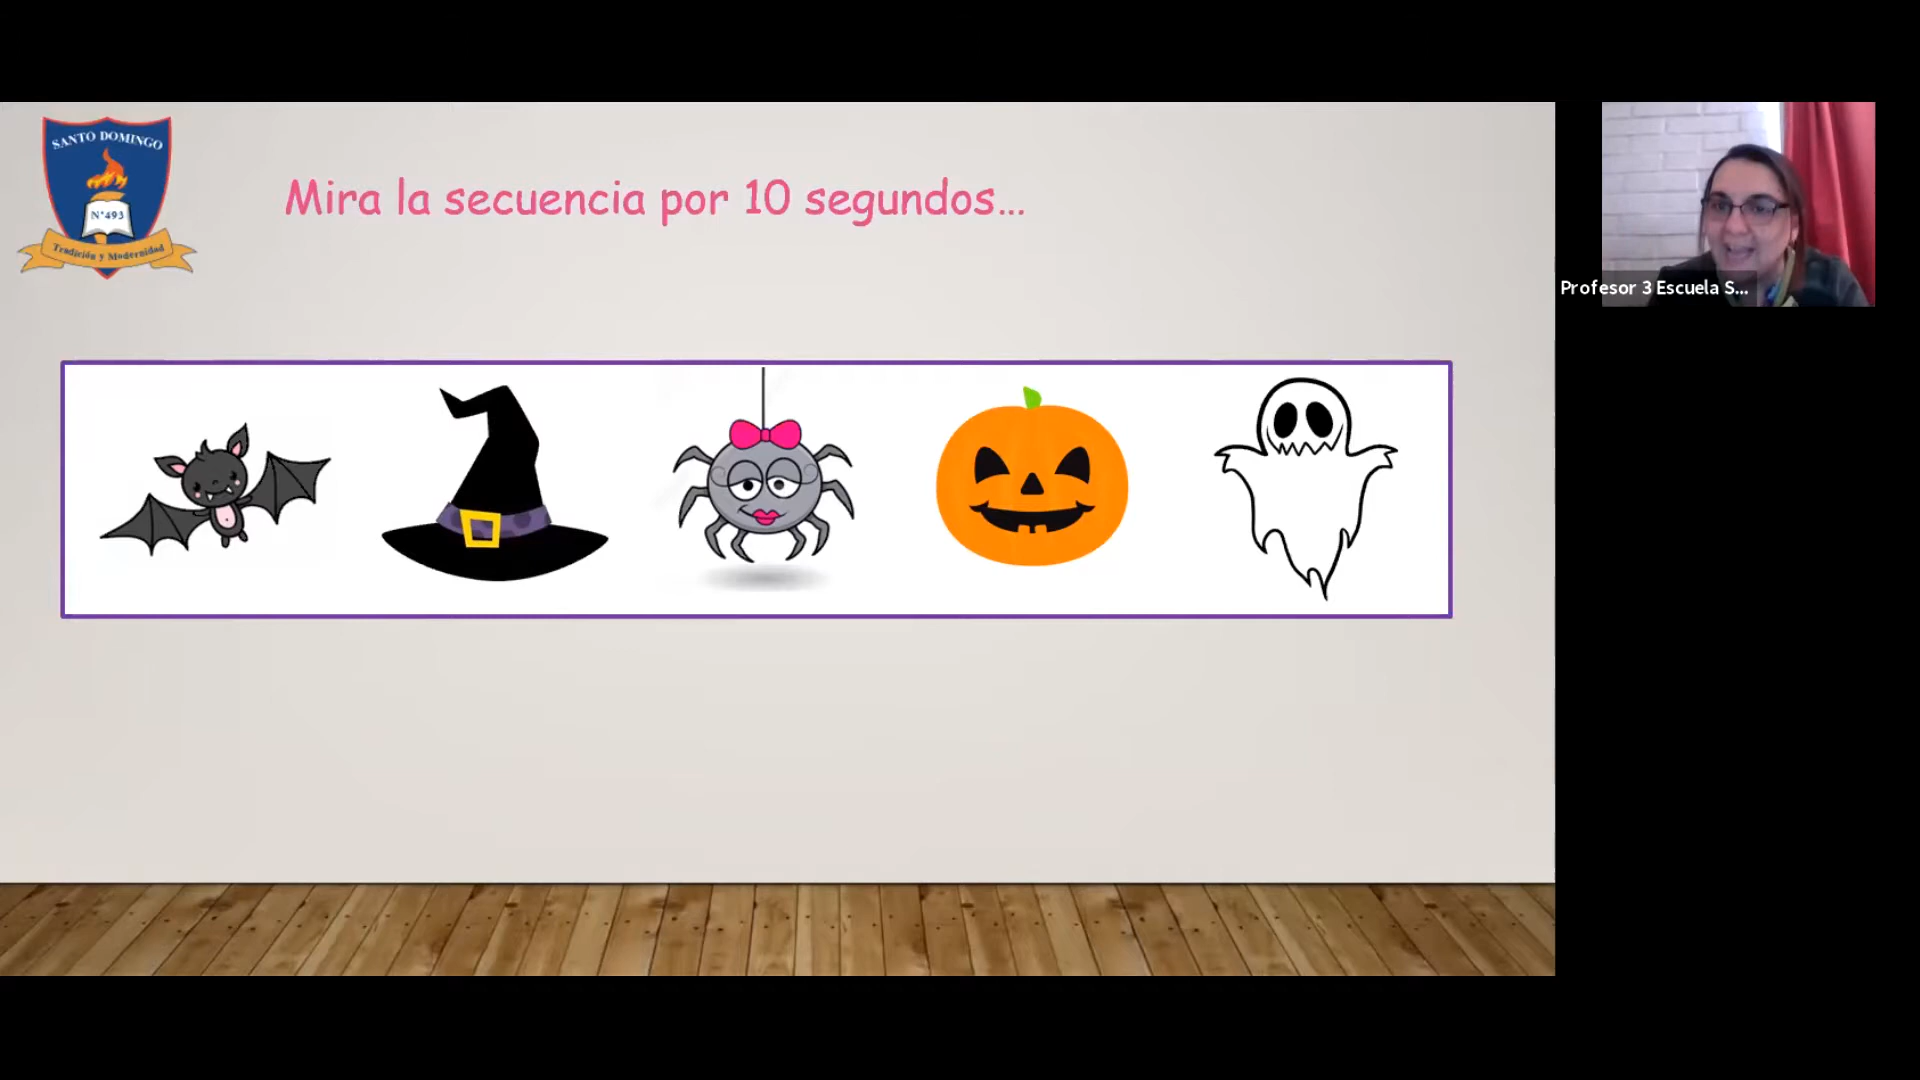 SANTO DOMINGO
N°493
Tradición y Modernidad
Mira la secuencia por 10 segundos...
Profesor 3 Escuela S...